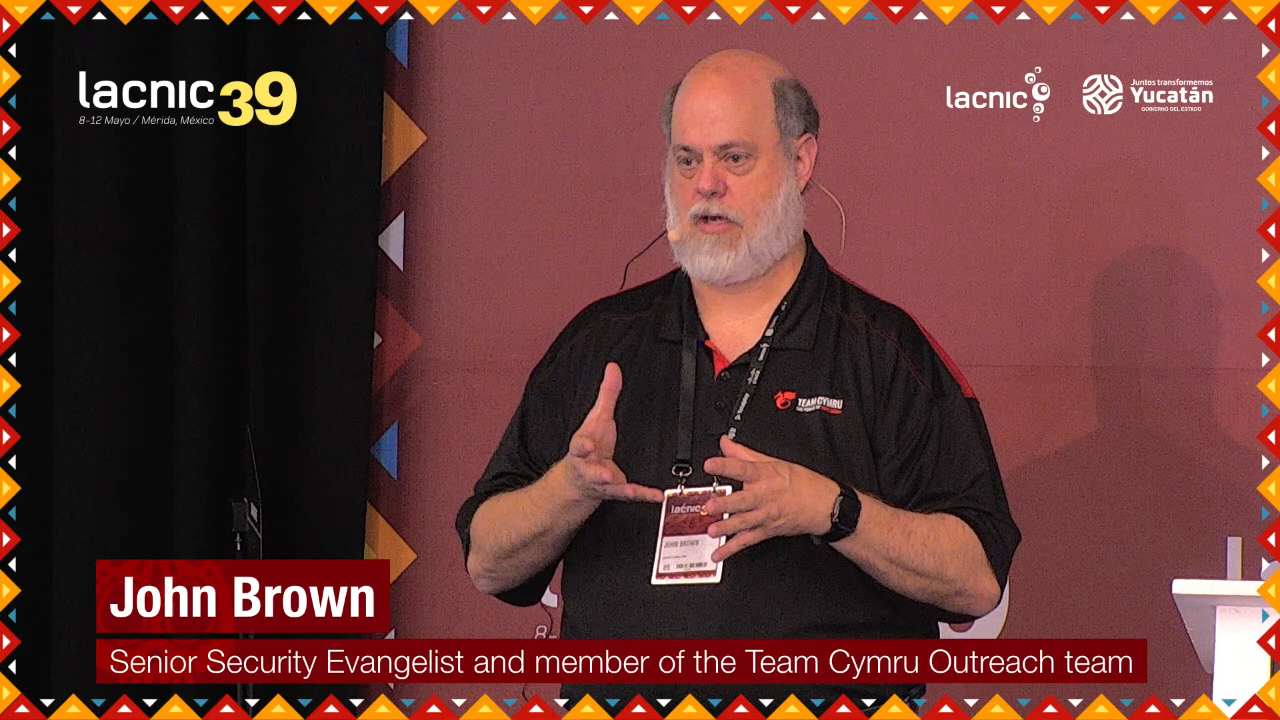 lacnic 39
8-12 Mayo / Mérida, México
lacnic
Juntos transformemos
Yucatán
GOBIERNO DEL ESTADO
TEAM CYMRU
lacnic39
JOHN BROWN
John Brown
Senior Security Evangelist and member of the Team Cymru Outreach team